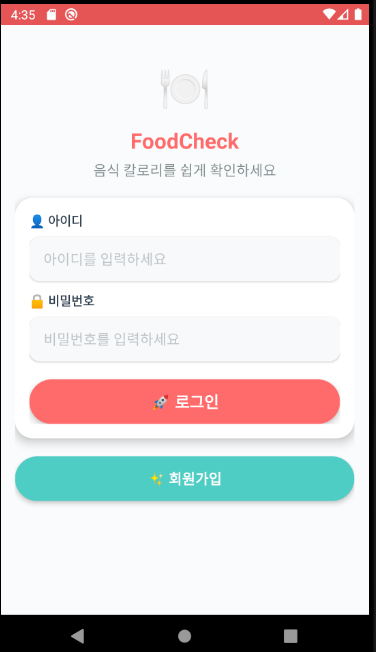 4:35
FoodCheck
음식 칼로리를 쉽게 확인하세요
👤 아이디
아이디를 입력하세요
🔒 비밀번호
비밀번호를 입력하세요
🚀 로그인
✨ 회원가입